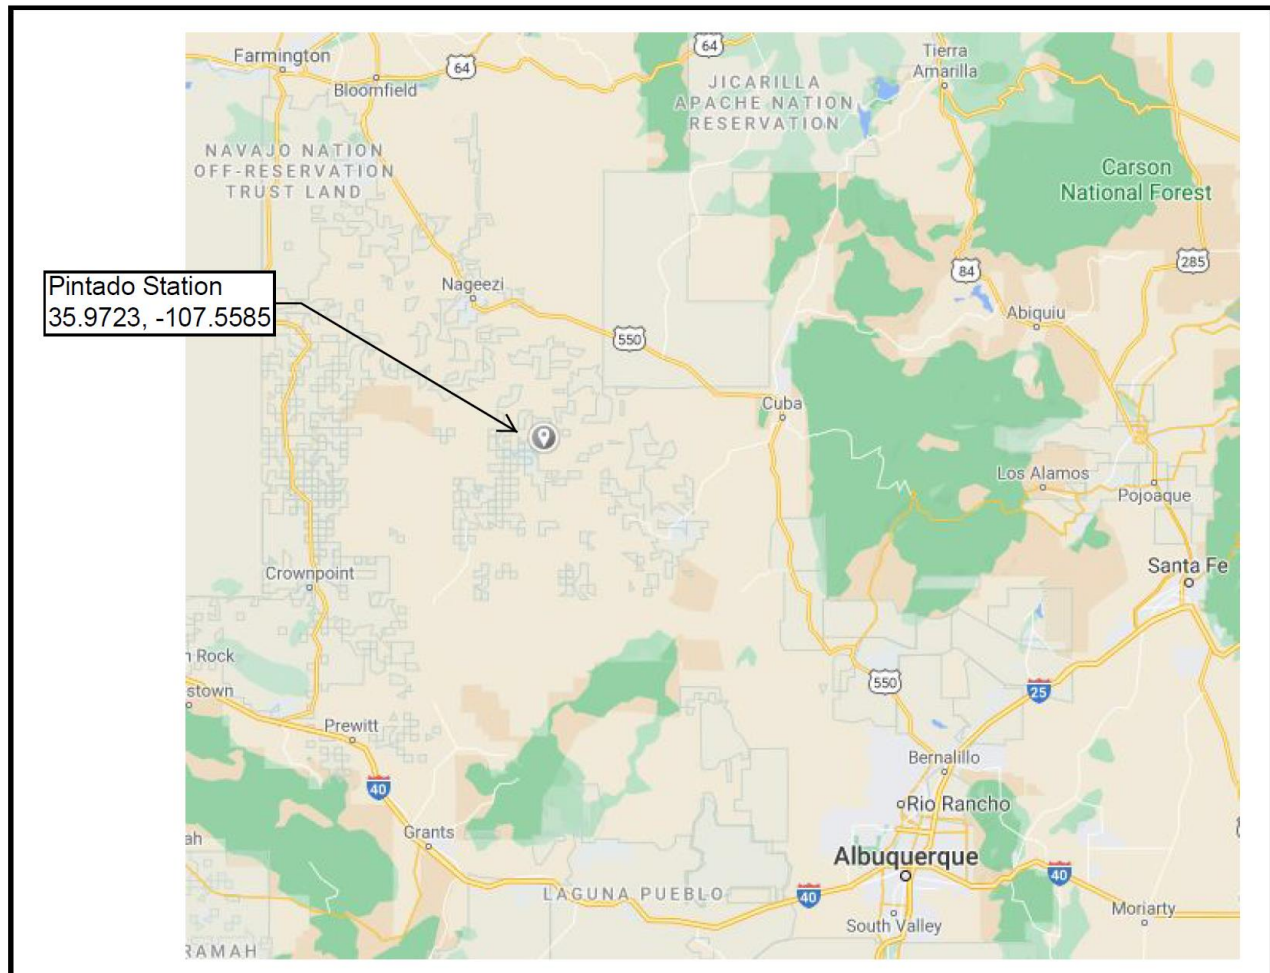 Farmington
64
64
Tierra
Amarilla
Bloomfield
JICARILLA
APACHE NATION
RESERVATION
NAVAJO NATION
OFF-RESERVATION
TRUST LAND
Carson
National Forest
285
84
Pintado Station
35.9723, -107.5585
Nageezi
Abiquiu
550
Cuba
Los Alamos
Pojoaque
Crownpoint
Santa Fe
Rock
stown
550
25
Prewitt
Bernalillo
40
Rio Rancho
Grants
ah
Albuquerque
40
LAGUNA PUEBLO
40
Moriarty
South Valley
RAMAH